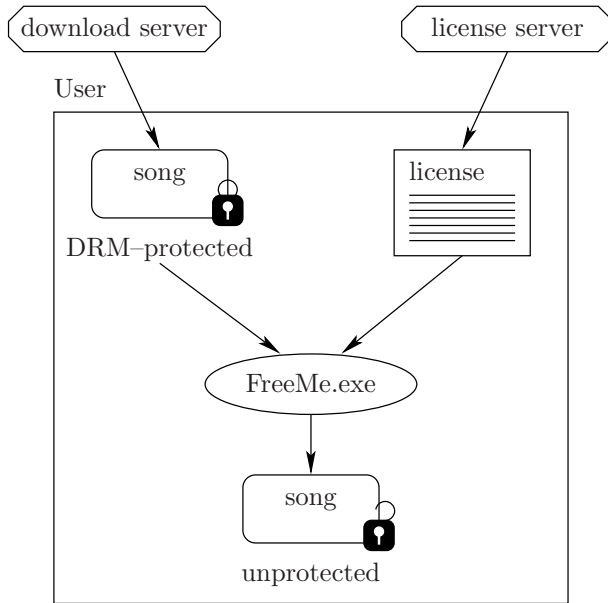 download server
license server
User
song
license
DRM–protected
FreeMe.exe
song
unprotected